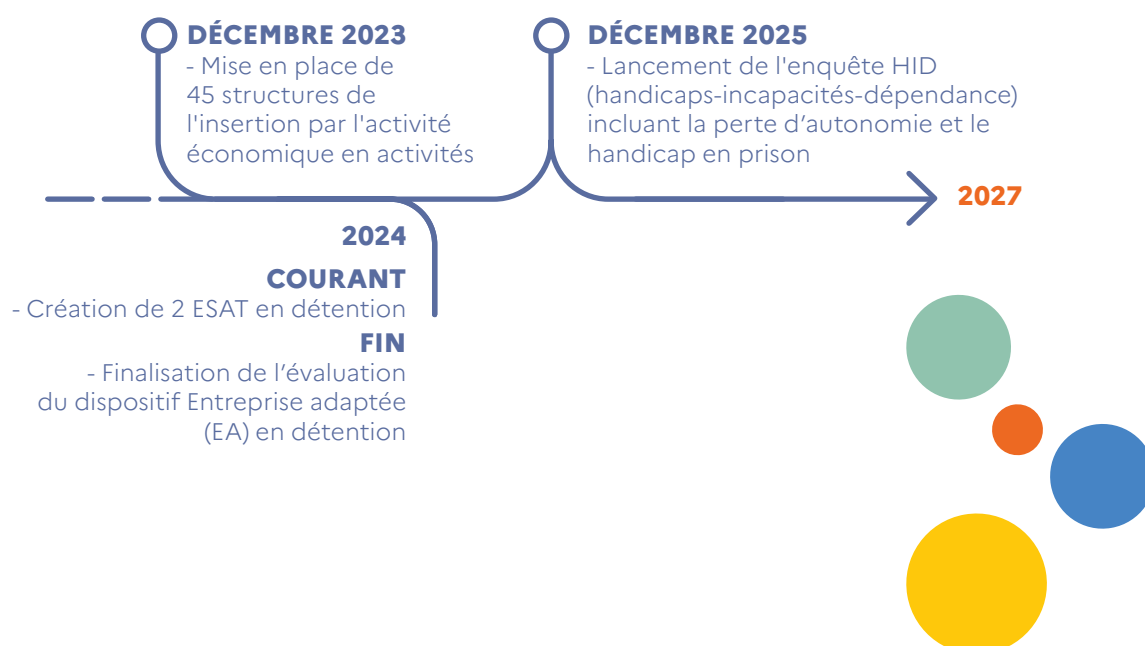 DÉCEMBRE 2023
- Mise en place de
45 structures de
l'insertion par l'activité
économique en activités
DÉCEMBRE 2025
- Lancement de l'enquête HID
(handicaps-incapacités-dépendance)
incluant la perte d’autonomie et le
handicap en prison
2027
2024
COURANT
- Création de 2 ESAT en détention
FIN
- Finalisation de l’évaluation
du dispositif Entreprise adaptée
(EA) en détention